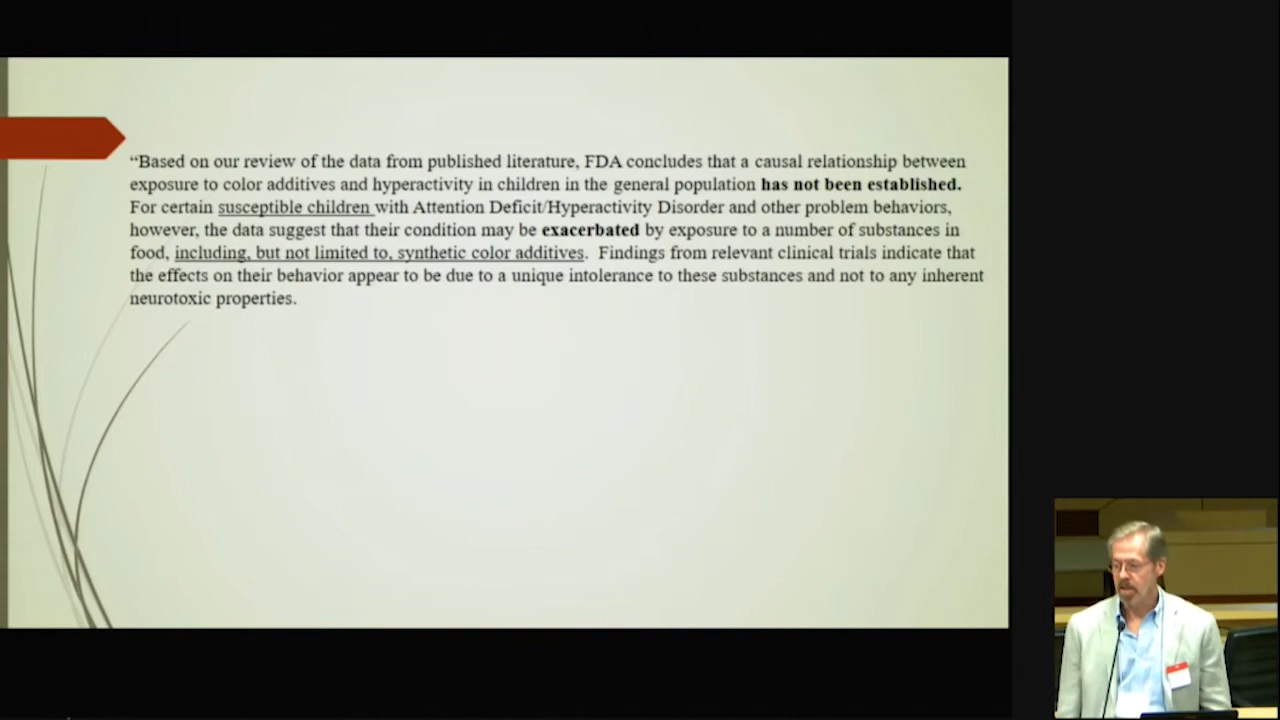 “Based on our review of the data from published literature, FDA concludes that a causal relationship between
exposure to color additives and hyperactivity in children in the general population has not been established.
For certain susceptible children with Attention Deficit/Hyperactivity Disorder and other problem behaviors,
however, the data suggest that their condition may be exacerbated by exposure to a number of substances in
food, including, but not limited to, synthetic color additives.  Findings from relevant clinical trials indicate that
the effects on their behavior appear to be due to a unique intolerance to these substances and not to any inherent
neurotoxic properties.